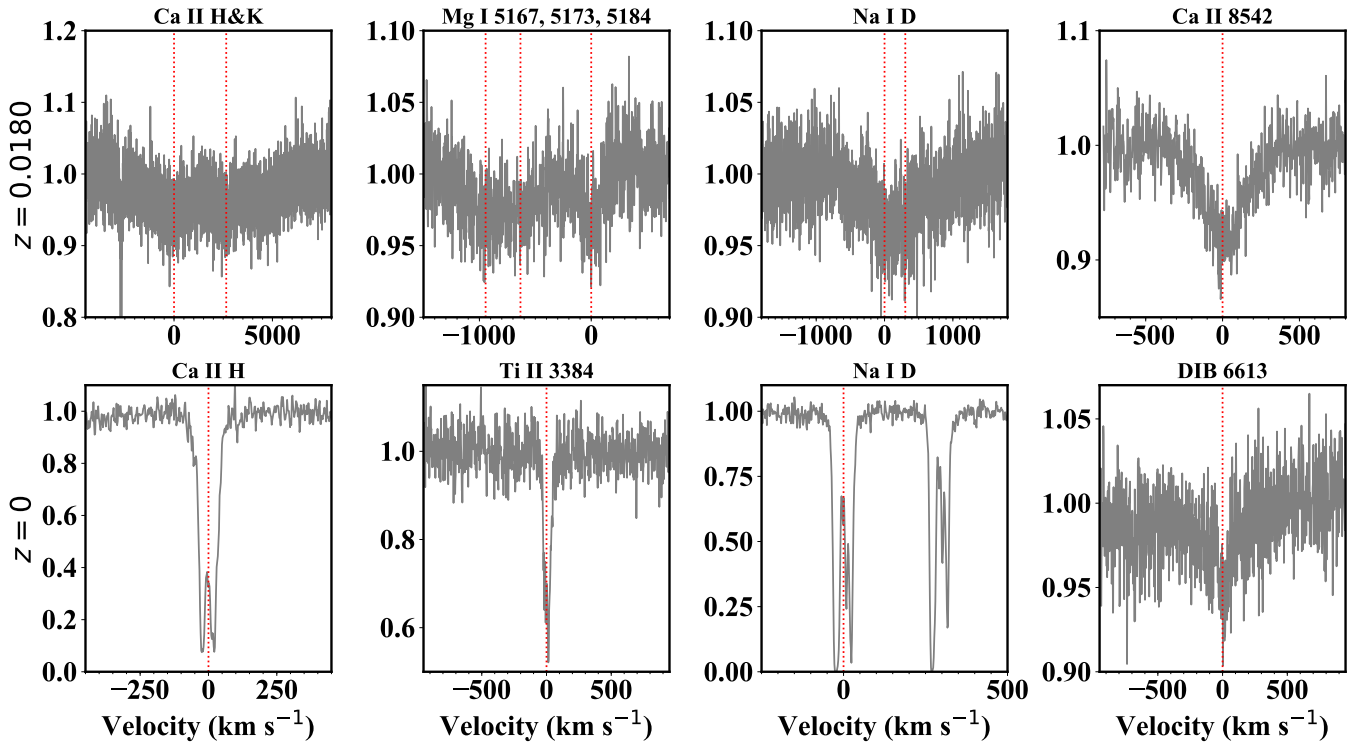 Ca II H&K
Mg I 5167, 5173, 5184
Na I D
Ca II 8542
z = 0.0180
1.2
1.1
1.0
0.9
0.8
0 5000
1.10
1.05
1.00
0.95
0.90
−1000 0
1.10
1.05
1.00
0.95
0.90
−1000 0 1000
1.1
1.0
0.9
−500 0 500
Ca II H
Ti II 3384
Na I D
DIB 6613
z = 0
1.0
0.8
0.6
0.4
0.2
0.0
−250 0 250
Velocity (km s⁻¹)
1.0
0.8
0.6
−500 0 500
Velocity (km s⁻¹)
1.00
0.75
0.50
0.25
0.00
0 500
Velocity (km s⁻¹)
1.05
1.00
0.95
0.90
−500 0 500
Velocity (km s⁻¹)